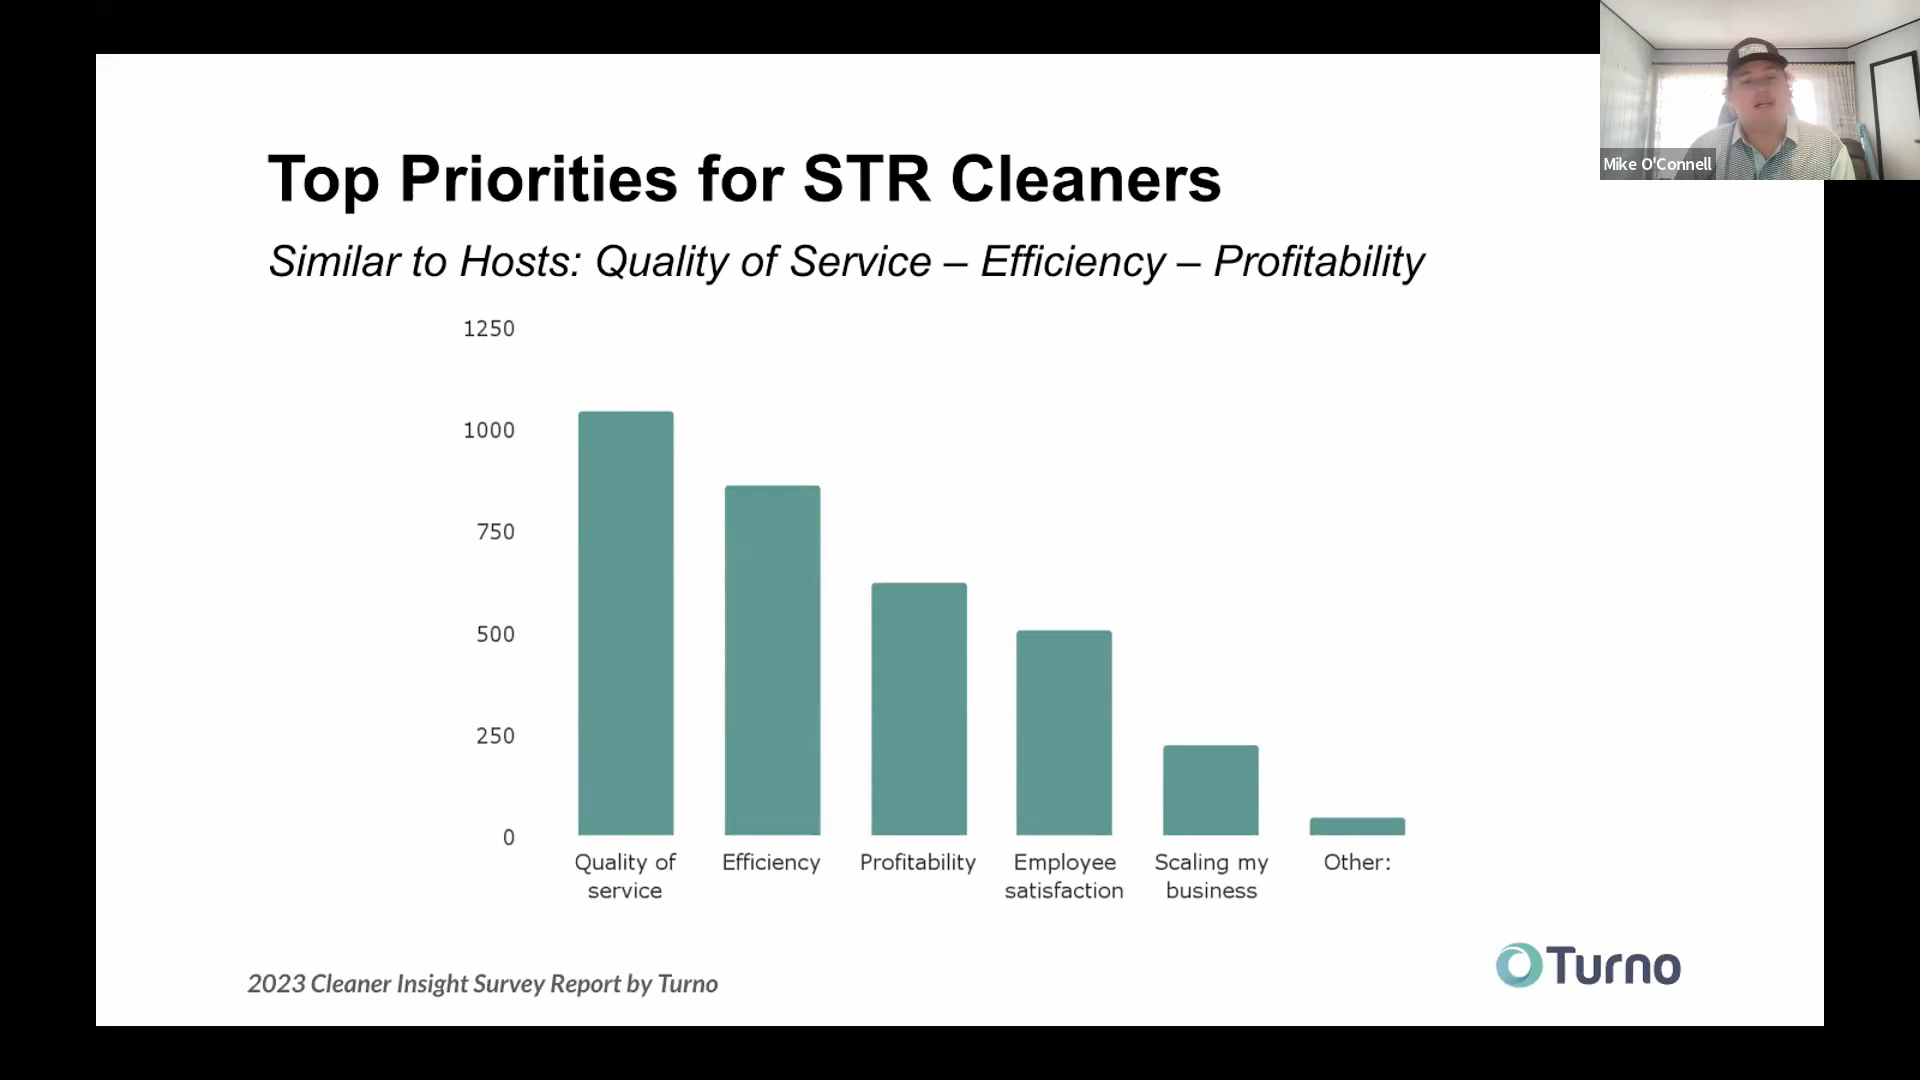 Top Priorities for STR Cleaners
Similar to Hosts: Quality of Service – Efficiency – Profitability
1250
1000
750
500
250
0
Quality of
service
Efficiency
Profitability
Employee
satisfaction
Scaling my
business
Other:
2023 Cleaner Insight Survey Report by Turno
Turno
Mike O'Connell